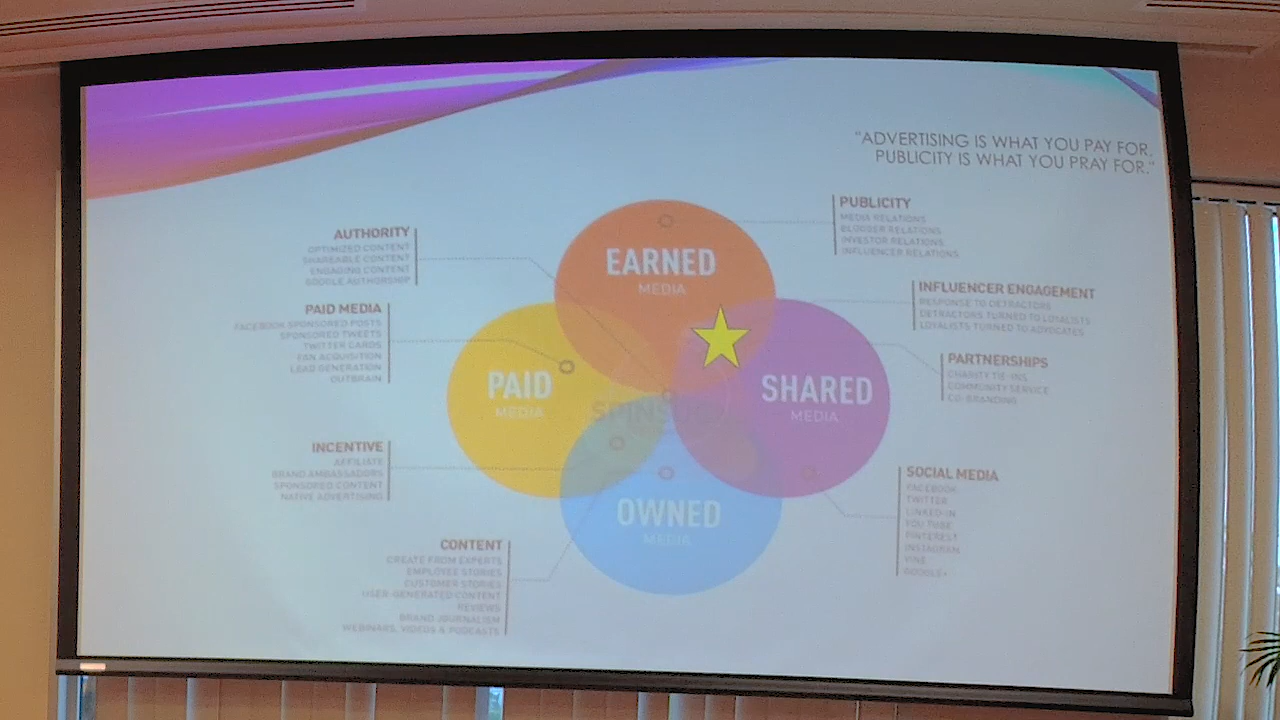 "ADVERTISING IS WHAT YOU PAY FOR.
PUBLICITY IS WHAT YOU PRAY FOR."
AUTHORITY
OPTIMIZED CONTENT
SHAREABLE CONTENT
ENGAGING CONTENT
GOOGLE AUTHORSHIP
PAID MEDIA
FACEBOOK SPONSORED POSTS
SPONSORED TWEETS
TWITTER CARDS
FAN ACQUISITION
LEAD GENERATION
OUTBRAIN
INCENTIVE
AFFILIATE
BRAND AMBASSADORS
SPONSORED CONTENT
NATIVE ADVERTISING
CONTENT
CREATE FROM EXPERTS
EMPLOYEE STORIES
CUSTOMER STORIES
USER-GENERATED CONTENT
REVIEWS
BRAND JOURNALISM
WEBINARS, VIDEOS & PODCASTS
EARNED
MEDIA
PAID
MEDIA
SHARED
MEDIA
OWNED
MEDIA
PUBLICITY
MEDIA RELATIONS
BLOGGER RELATIONS
INVESTOR RELATIONS
INFLUENCER RELATIONS
INFLUENCER ENGAGEMENT
RESPONSE TO DETRACTORS
DETRACTORS TURNED TO LOYALISTS
LOYALISTS TURNED TO ADVOCATES
PARTNERSHIPS
CHARITY TIE-INS
COMMUNITY SERVICE
CO-BRANDING
SOCIAL MEDIA
FACEBOOK
TWITTER
LINKED-IN
YOU TUBE
PINTEREST
INSTAGRAM
VINE
GOOGLE+